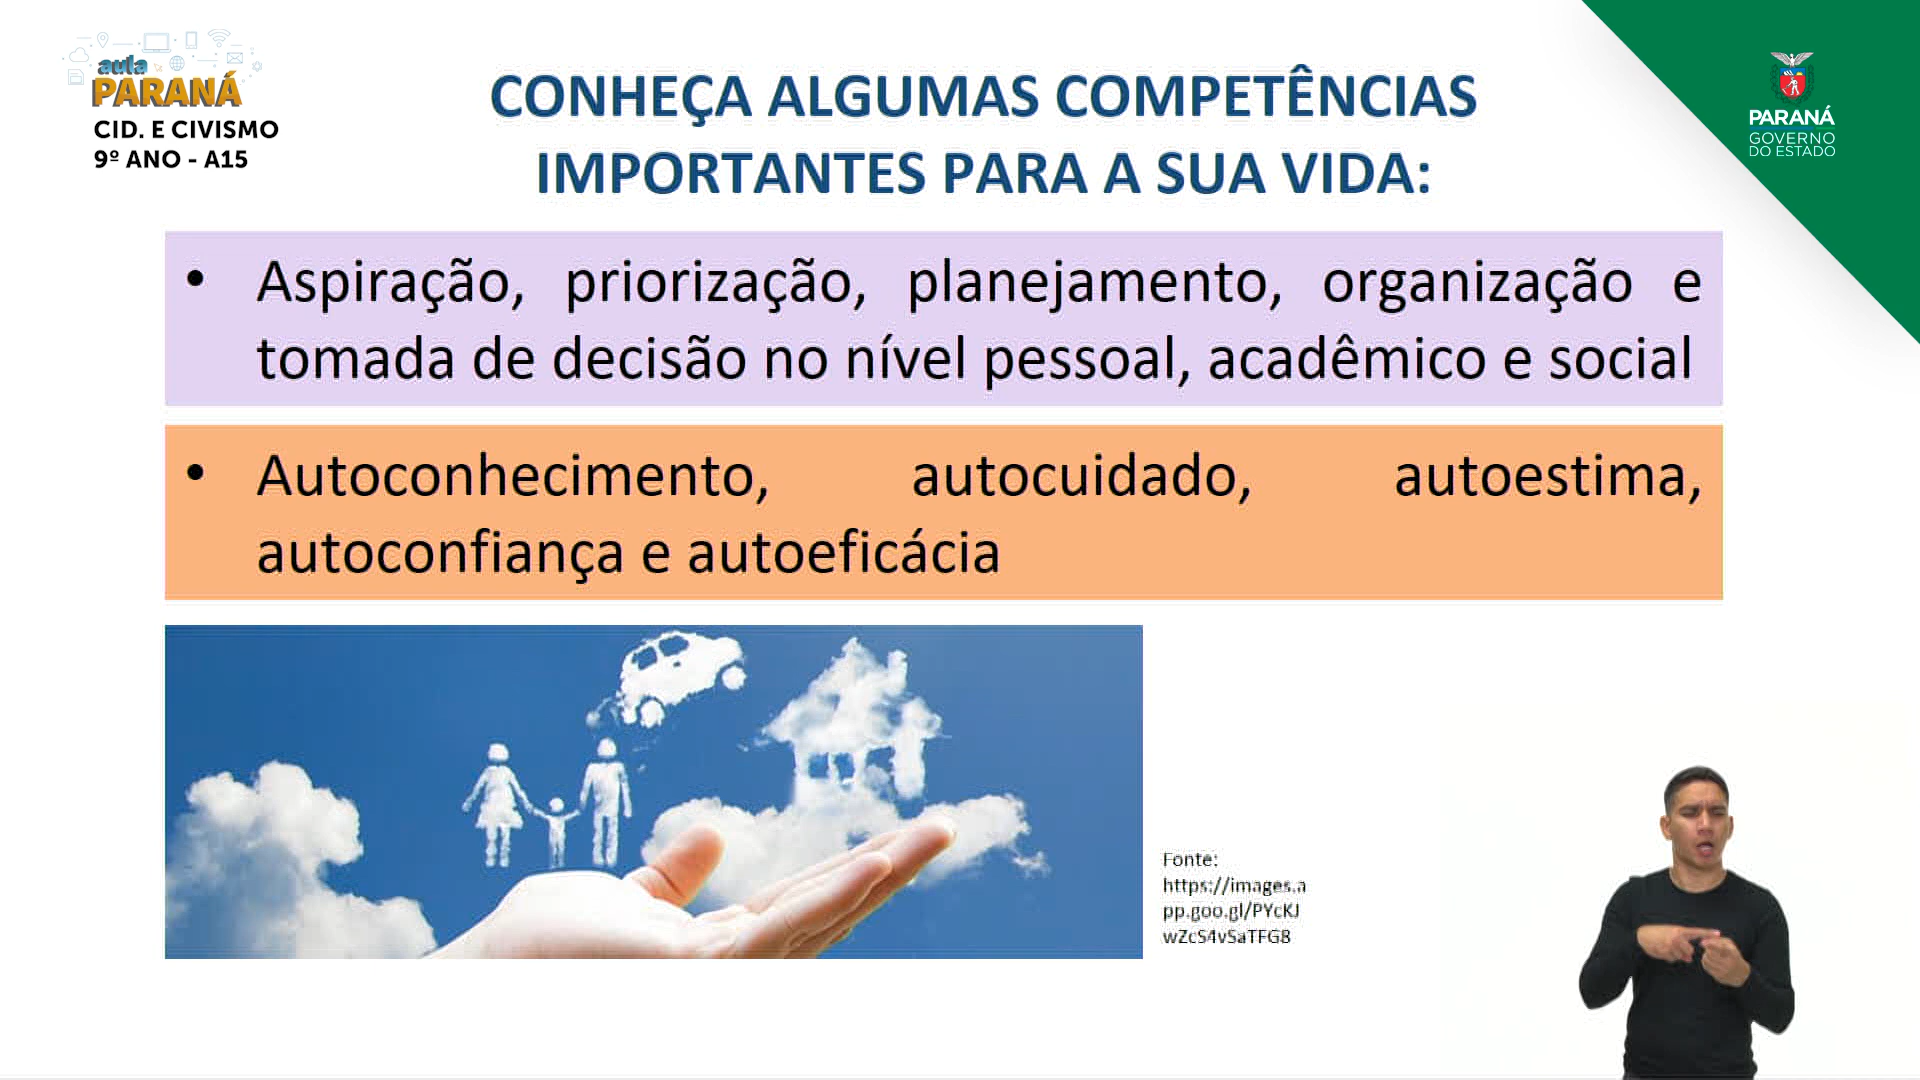 aula
PARANÁ
CID. E CIVISMO
9º ANO - A15
CONHEÇA ALGUMAS COMPETÊNCIAS
IMPORTANTES PARA A SUA VIDA:
PARANÁ
GOVERNO
DO ESTADO
• Aspiração, priorização, planejamento, organização e
tomada de decisão no nível pessoal, acadêmico e social
• Autoconhecimento, autocuidado, autoestima,
autoconfiança e autoeficácia
Fonte:
https://images.a
pp.goo.gl/PYcKJ
wZcS4vSaTFG8